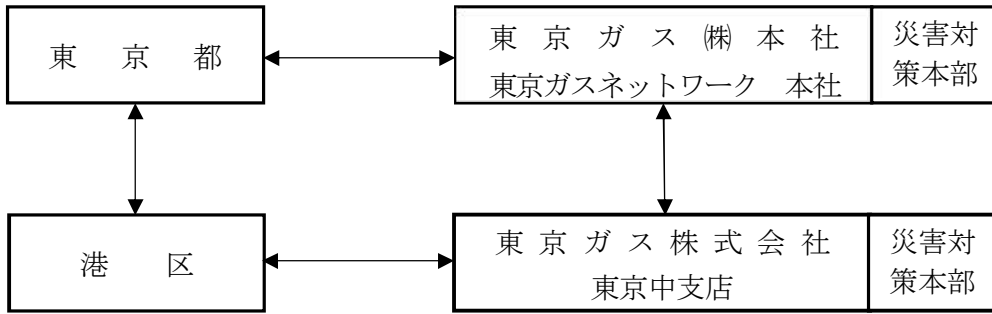 東京都
東京ガス㈱本社
東京ガスネットワーク 本社
災害対
策本部
港区
東京ガス株式会社
東京中支店
災害対
策本部